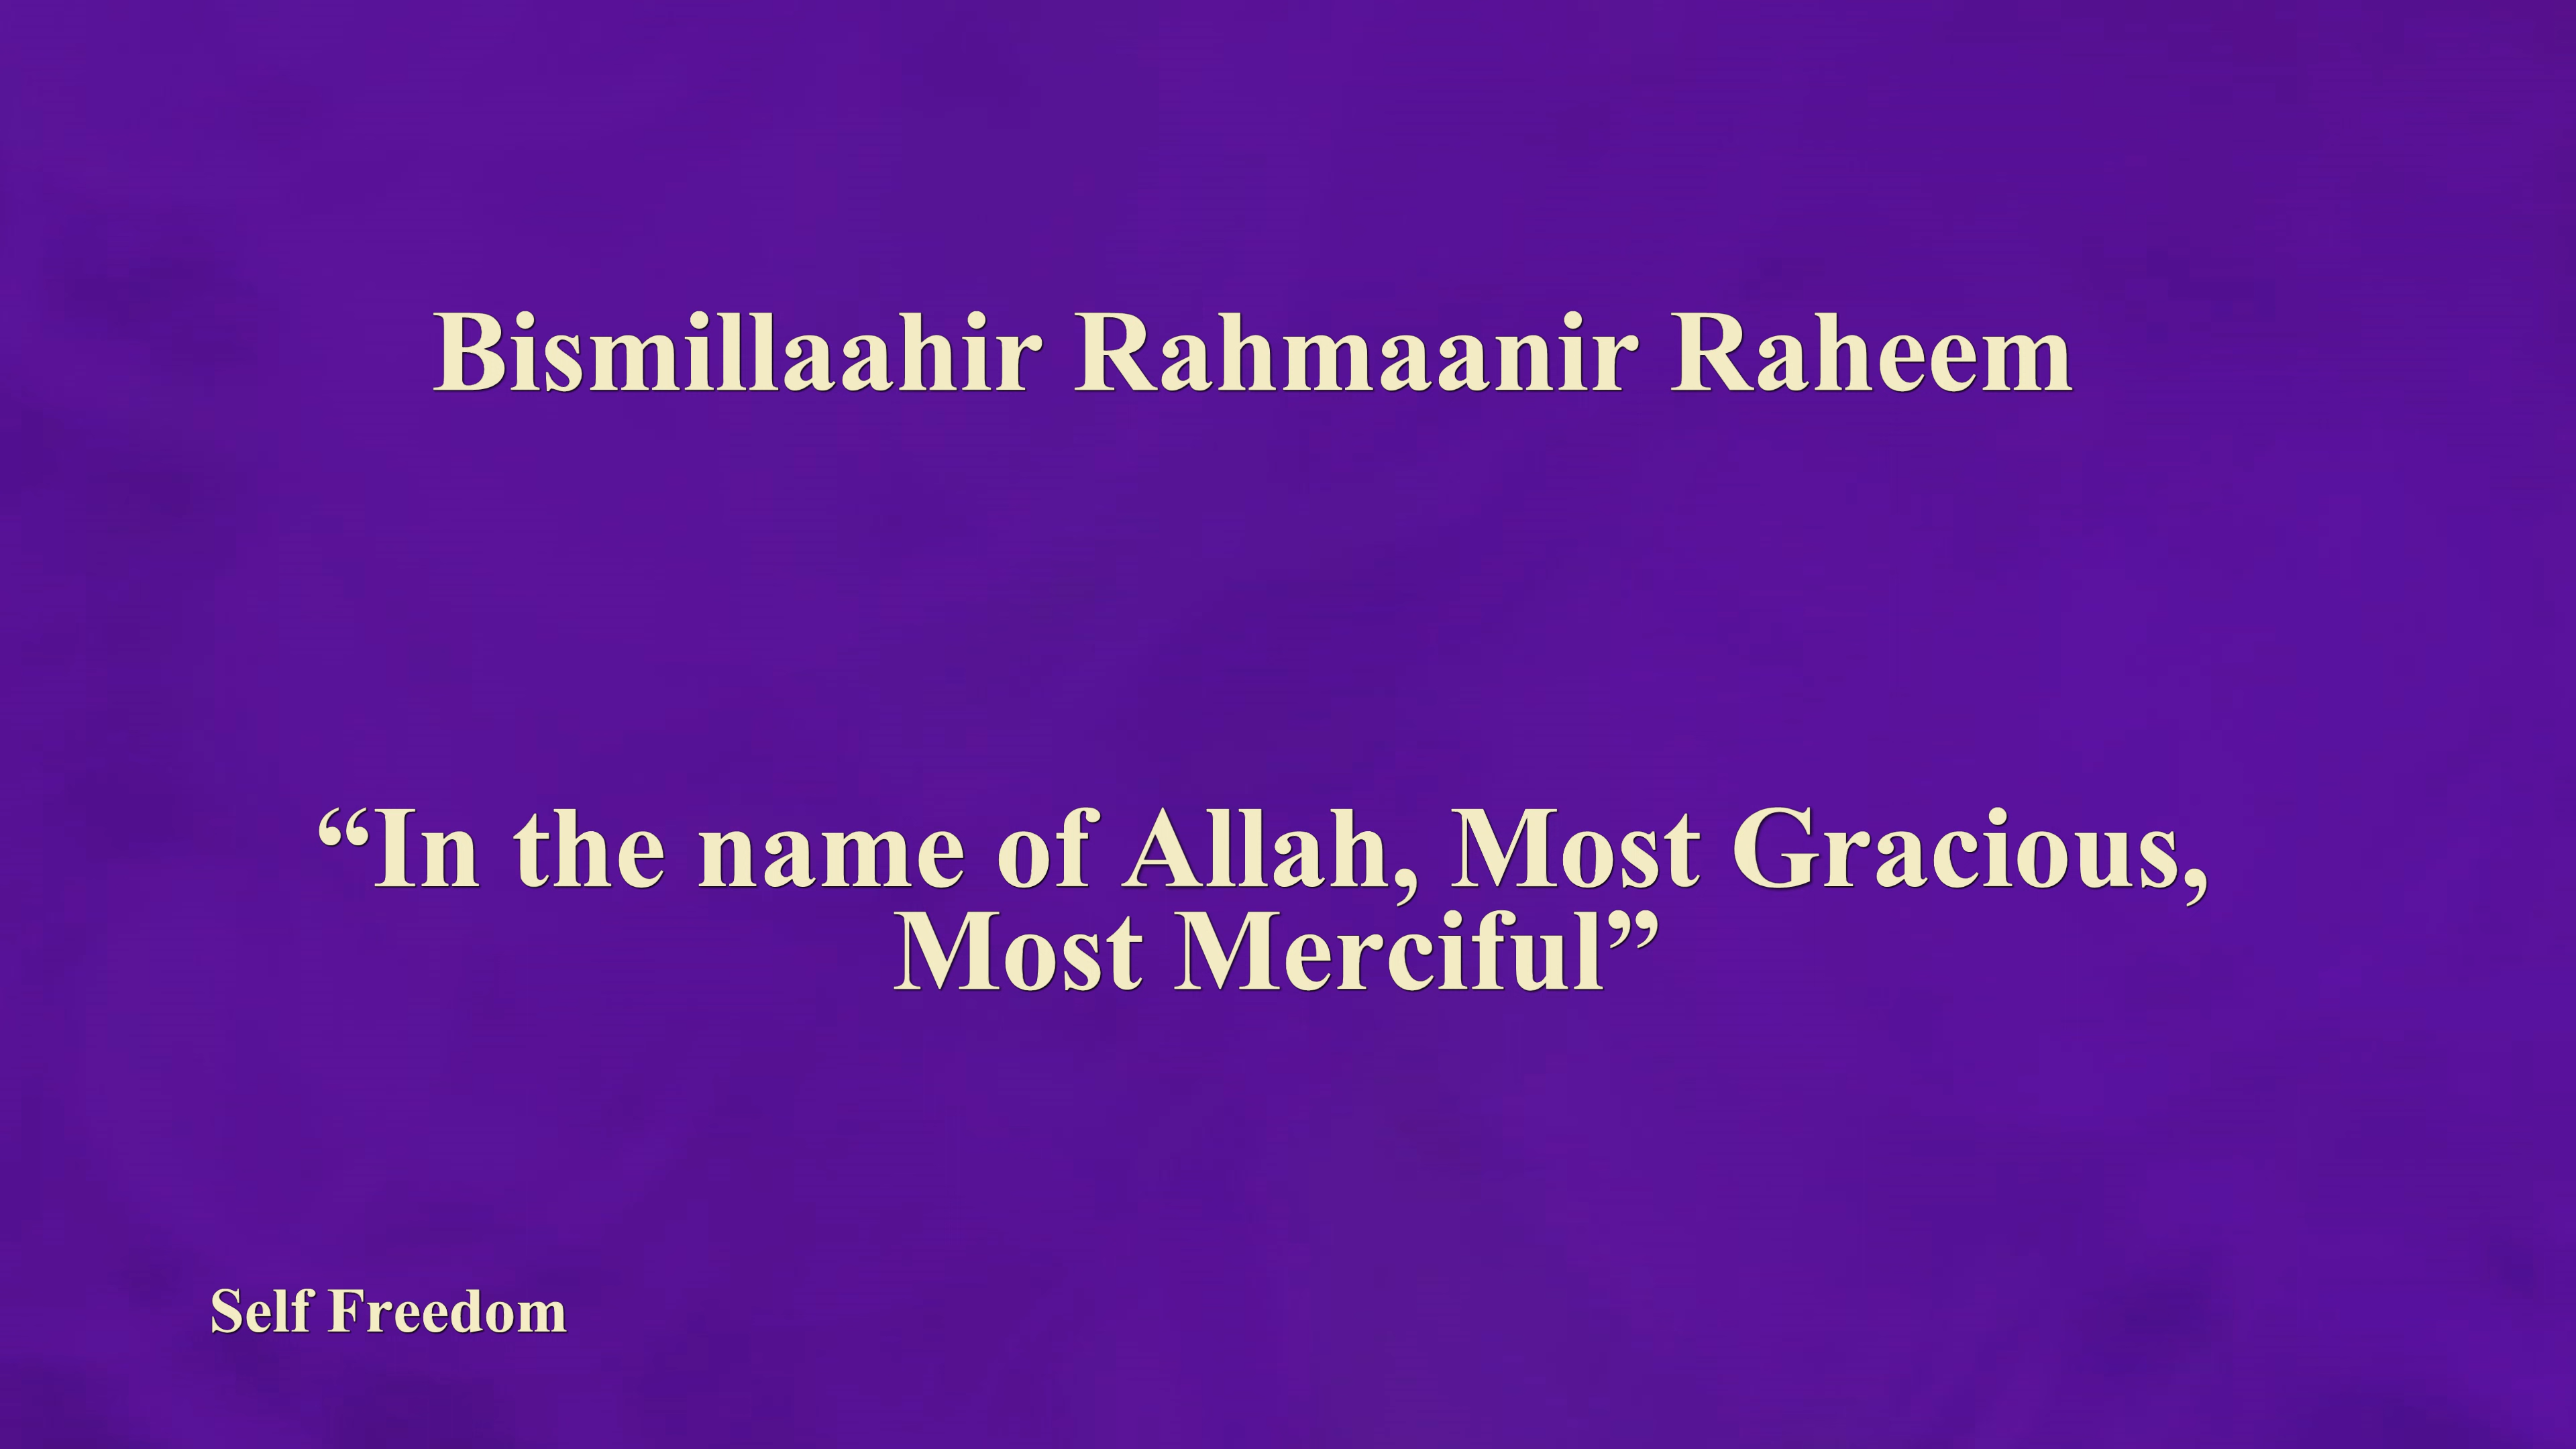 Bismillaahir Rahmaanir Raheem
“In the name of Allah, Most Gracious,
Most Merciful”
Self Freedom